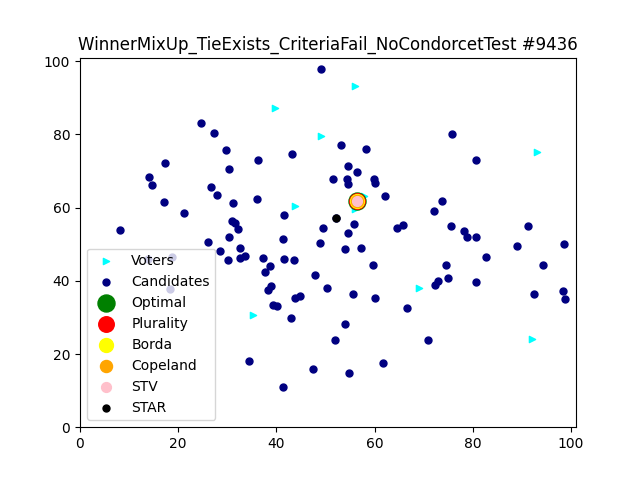 WinnerMixUp_TieExists_CriteriaFail_NoCondorcetTest #9436
100
80
60
40
20
0
Voters
Candidates
Optimal
Plurality
Borda
Copeland
STV
STAR
0 20 40 60 80 100